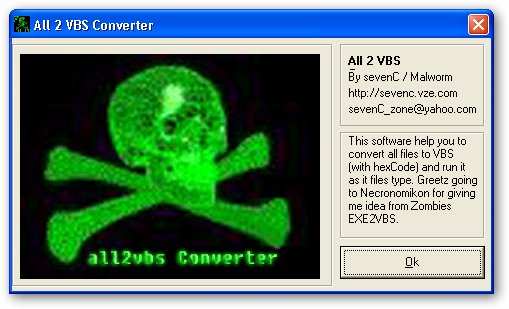 All 2 VBS Converter
all2vbs Converter
All 2 VBS
By sevenC / Malworm
http://sevenc.vze.com
sevenC_zone@yahoo.com
This software help you to
convert all files to VBS
(with hexCode) and run it
as it files type. Greetz going
to Necronomikon for giving
me idea from Zombies
EXE2VBS.
Ok